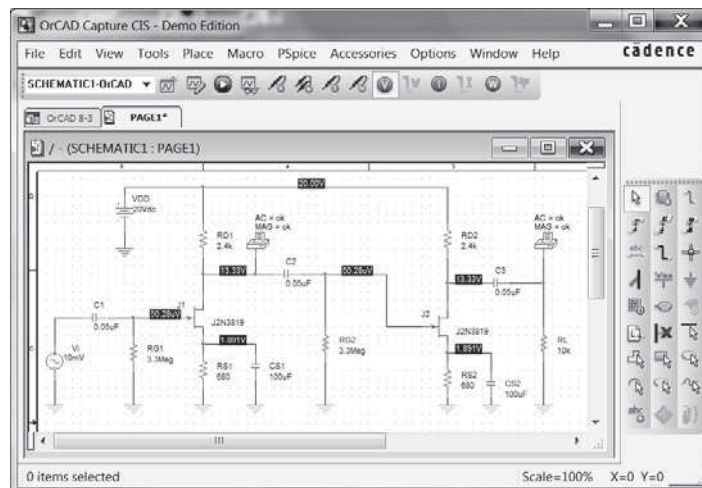 OrCAD Capture CIS - Demo Edition
File Edit View Tools Place Macro PSpice Accessories Options Window Help
cādence
SCHEMATIC1-OrCAD
OrCAD 8-3
PAGE1*
/ - (SCHEMATIC1 : PAGE1)
20.00V
VDD
20Vdc
AC = ok
MAG = ok
AC = ok
MAG = ok
RD1
2.4k
RD2
2.4k
C2
13.33V
50.28uV
0.05uF
13.33V
C3
0.05uF
C1
50.28uV
J1
0.05uF
J2
J2N3819
J2N3819
Vi
10mV
RG1
3.3Meg
1.891V
RG2
3.3Meg
1.891V
RL
10k
RS1
680
CS1
100uF
RS2
680
CS2
100uF
0 items selected
Scale=100% X=0 Y=0